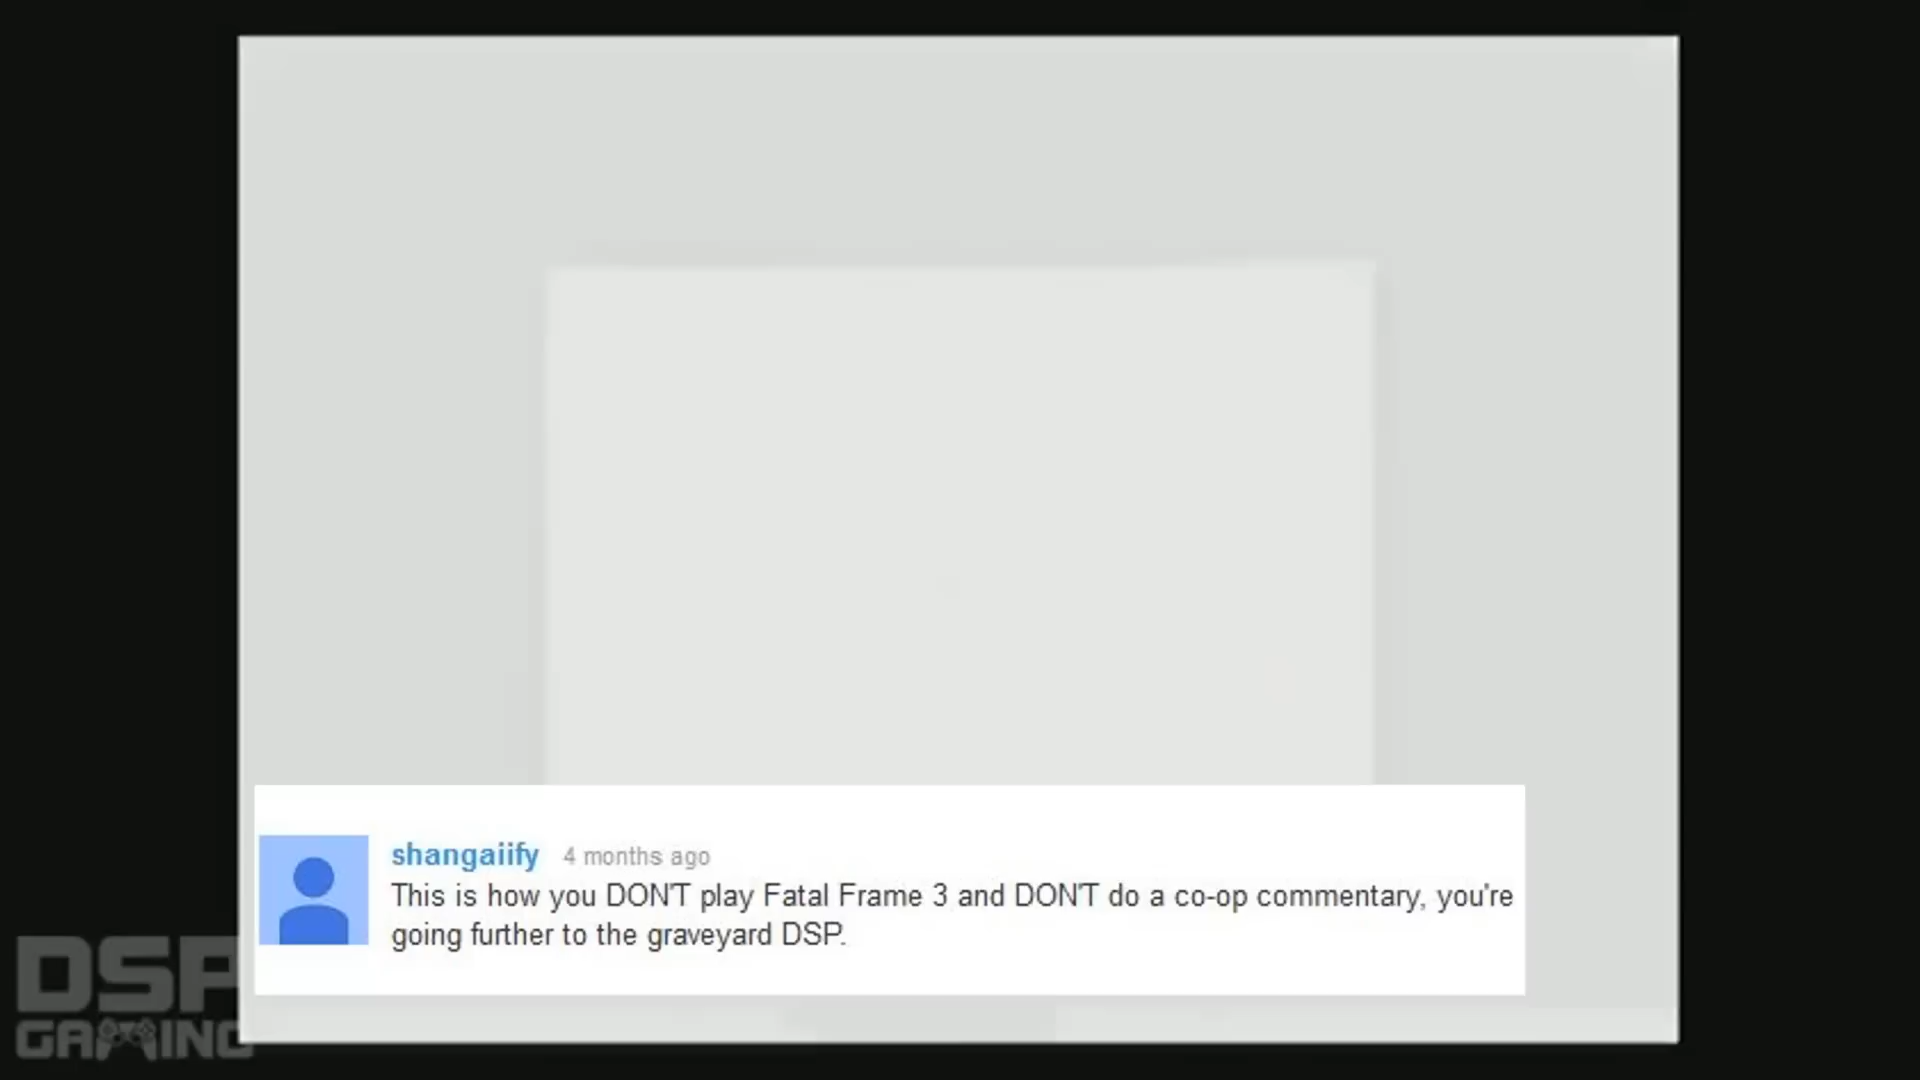 shangaiify 4 months ago
This is how you DON'T play Fatal Frame 3 and DON'T do a co-op commentary, you're
going further to the graveyard DSP.
DSP
GAMING